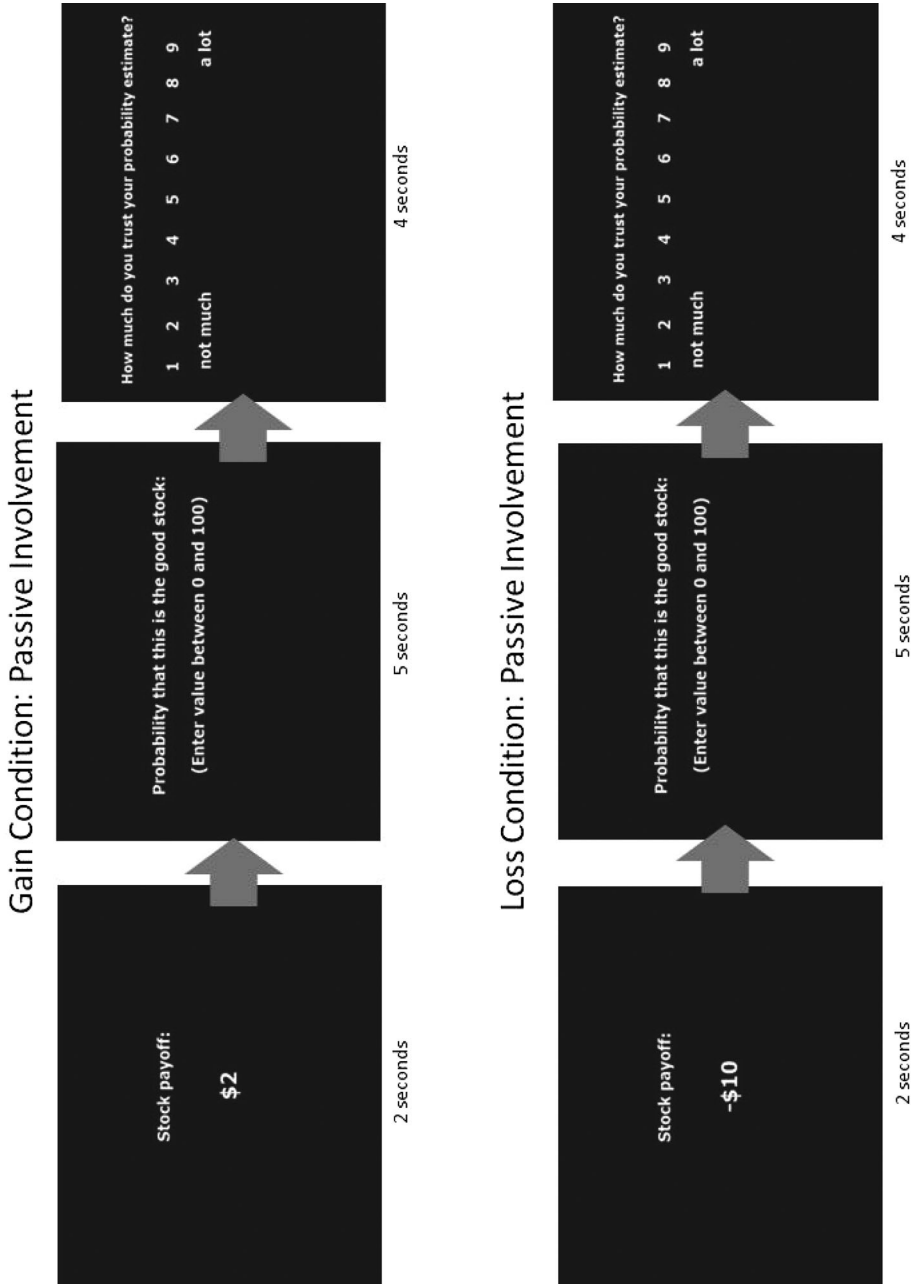 Gain Condition: Passive Involvement
Stock payoff:
$2
2 seconds
Probability that this is the good stock:
(Enter value between 0 and 100)
5 seconds
How much do you trust your probability estimate?
1 2 3 4 5 6 7 8 9
not much a lot
4 seconds
Loss Condition: Passive Involvement
Stock payoff:
-$10
2 seconds
Probability that this is the good stock:
(Enter value between 0 and 100)
5 seconds
How much do you trust your probability estimate?
1 2 3 4 5 6 7 8 9
not much a lot
4 seconds